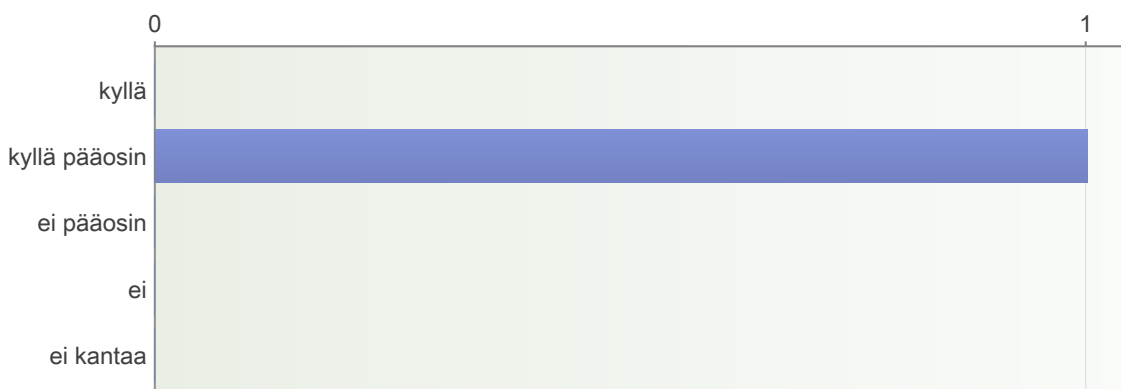 0 1
kyllä
kyllä pääosin
ei pääosin
ei
ei kantaa